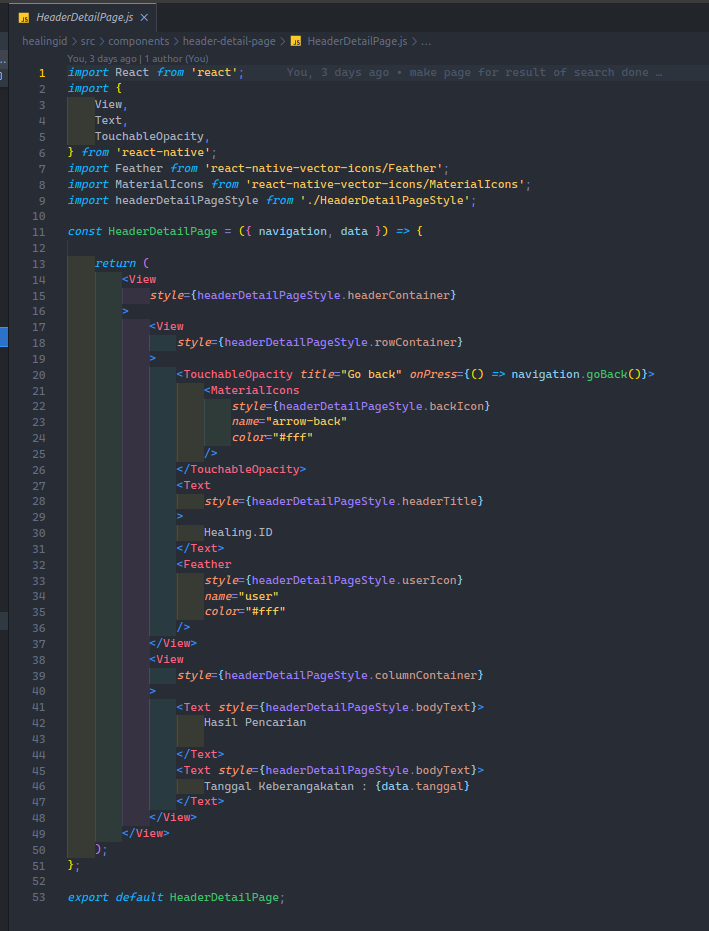 HeaderDetailPage.js
healingid > src > components > header-detail-page > HeaderDetailPage.js > ...
You, 3 days ago | 1 author (You)
1 import React from 'react'; You, 3 days ago • make page for result of search done …
2 import {
3     View,
4     Text,
5     TouchableOpacity,
6 } from 'react-native';
7 import Feather from 'react-native-vector-icons/Feather';
8 import MaterialIcons from 'react-native-vector-icons/MaterialIcons';
9 import headerDetailPageStyle from './HeaderDetailPageStyle';
10
11 const HeaderDetailPage = ({ navigation, data }) => {
12
13     return (
14         <View
15             style={headerDetailPageStyle.headerContainer}
16         >
17             <View
18                 style={headerDetailPageStyle.rowContainer}
19             >
20                 <TouchableOpacity title="Go back" onPress={() => navigation.goBack()}>
21                     <MaterialIcons
22                         style={headerDetailPageStyle.backIcon}
23                         name="arrow-back"
24                         color="#fff"
25                     />
26                 </TouchableOpacity>
27                 <Text
28                     style={headerDetailPageStyle.headerTitle}
29                 >
30                     Healing.ID
31                 </Text>
32                 <Feather
33                     style={headerDetailPageStyle.userIcon}
34                     name="user"
35                     color="#fff"
36                 />
37             </View>
38             <View
39                 style={headerDetailPageStyle.columnContainer}
40             >
41                 <Text style={headerDetailPageStyle.bodyText}>
42                     Hasil Pencarian
43
44                 </Text>
45                 <Text style={headerDetailPageStyle.bodyText}>
46                     Tanggal Keberangakatan : {data.tanggal}
47                 </Text>
48             </View>
49         </View>
50     );
51 };
52
53 export default HeaderDetailPage;